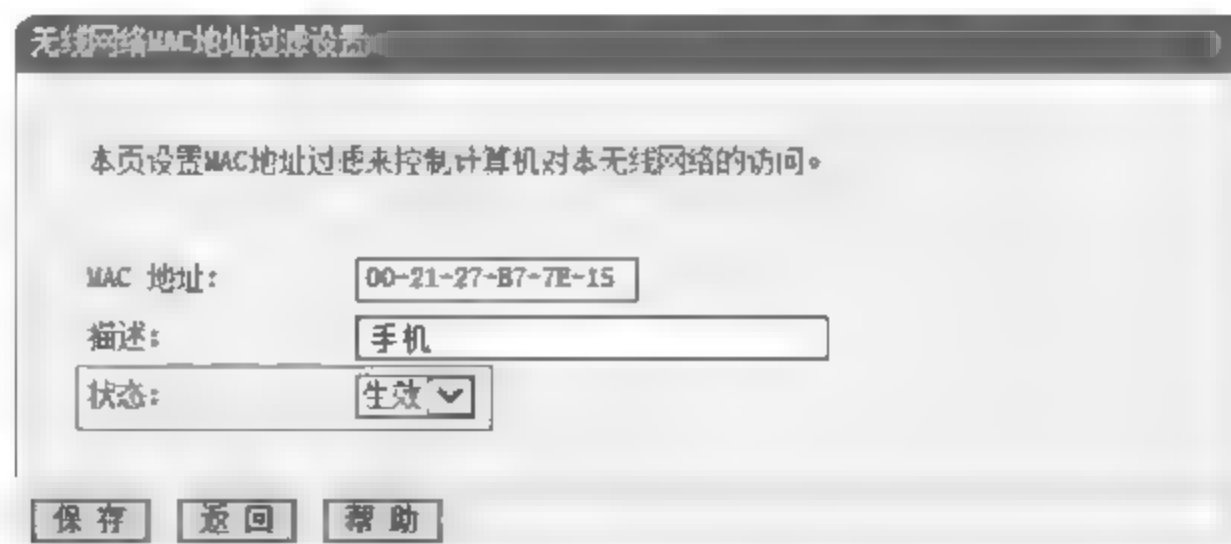 无线网络MAC地址过滤设置
本页设置MAC地址过滤来控制计算机对本无线网络的访问。
MAC 地址: 00-21-27-B7-7E-15
描述: 手机
状态: 生效
保存 返回 帮助